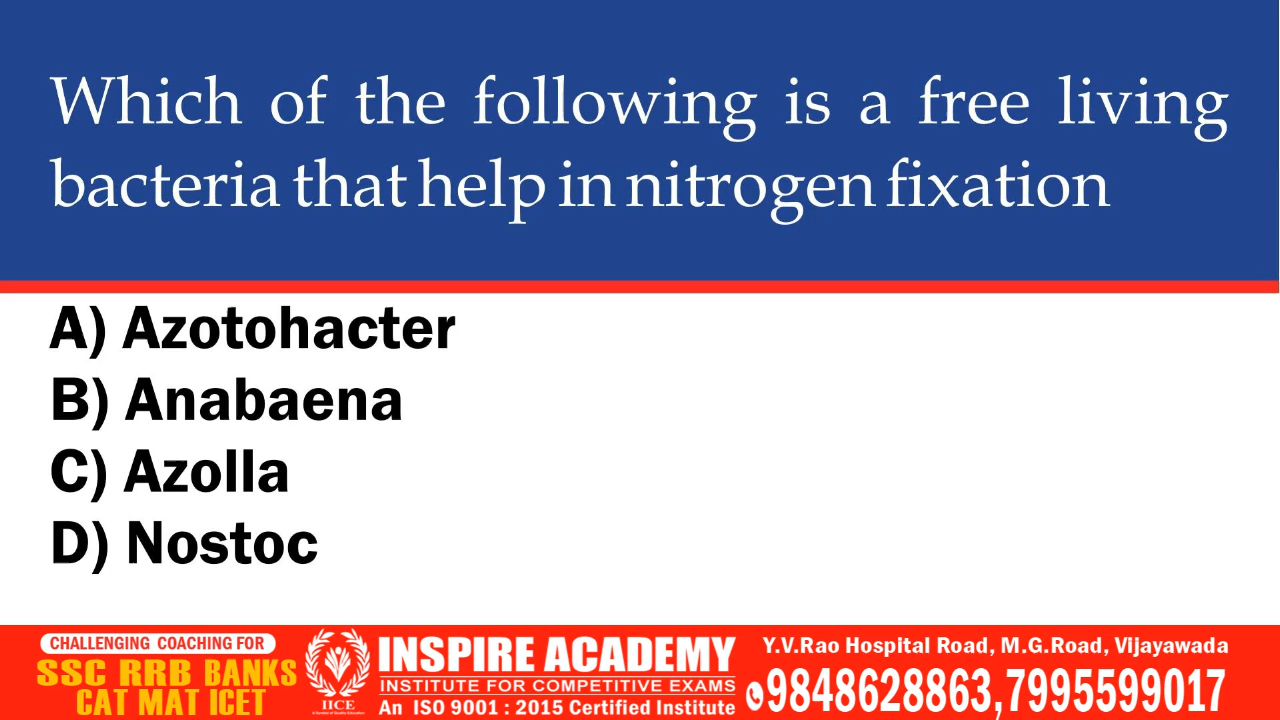 Which of the following is a free living
bacteria that help in nitrogen fixation
A) Azotohacter
B) Anabaena
C) Azolla
D) Nostoc
CHALLENGING COACHING FOR
SSC RRB BANKS
CAT MAT ICET
IICE
INSPIRE ACADEMY
INSTITUTE FOR COMPETITIVE EXAMS
An ISO 9001 : 2015 Certified Institute
Y.V.Rao Hospital Road, M.G.Road, Vijayawada
9848628863,7995599017